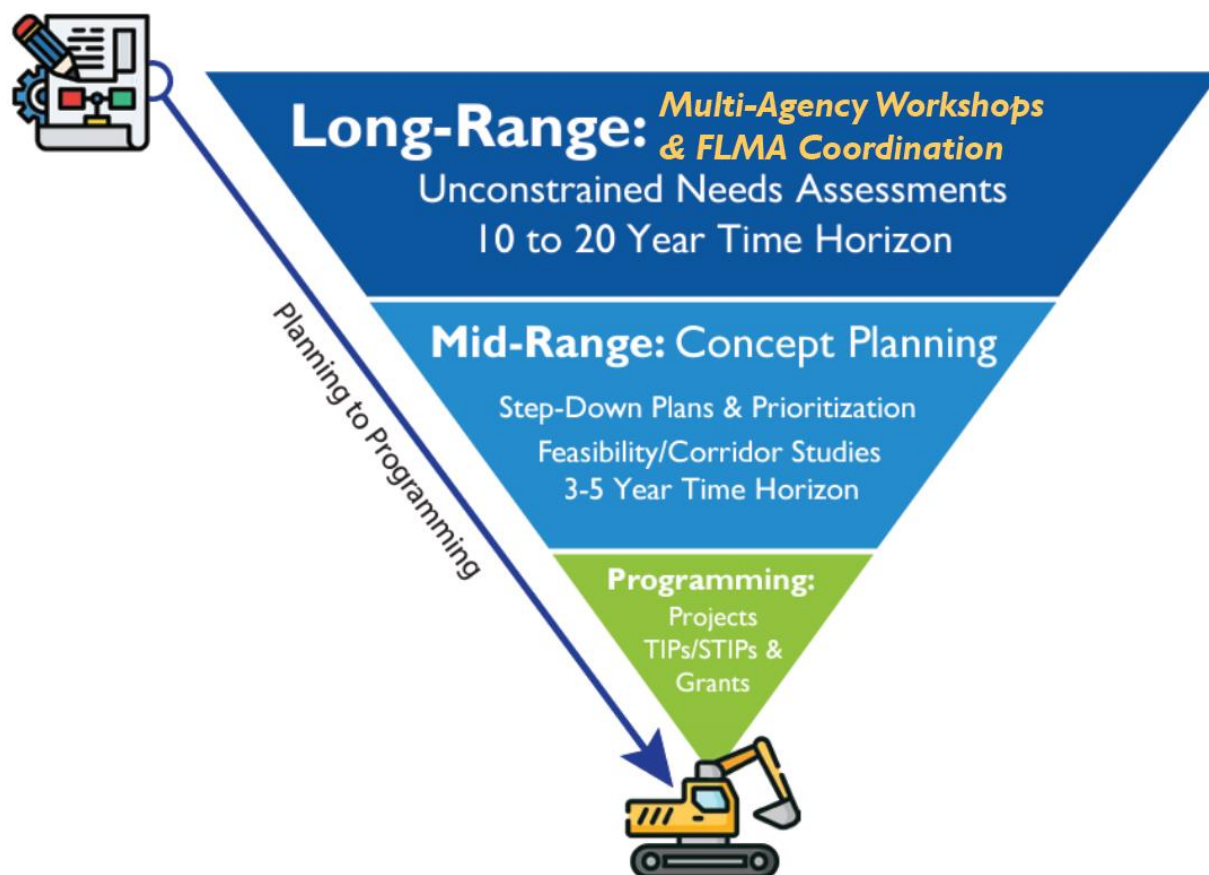 Long-Range: Multi-Agency Workshops
& FLMA Coordination
Unconstrained Needs Assessments
10 to 20 Year Time Horizon
Planning to Programming
Mid-Range: Concept Planning
Step-Down Plans & Prioritization
Feasibility/Corridor Studies
3-5 Year Time Horizon
Programming:
Projects
TIPs/STIPs &
Grants